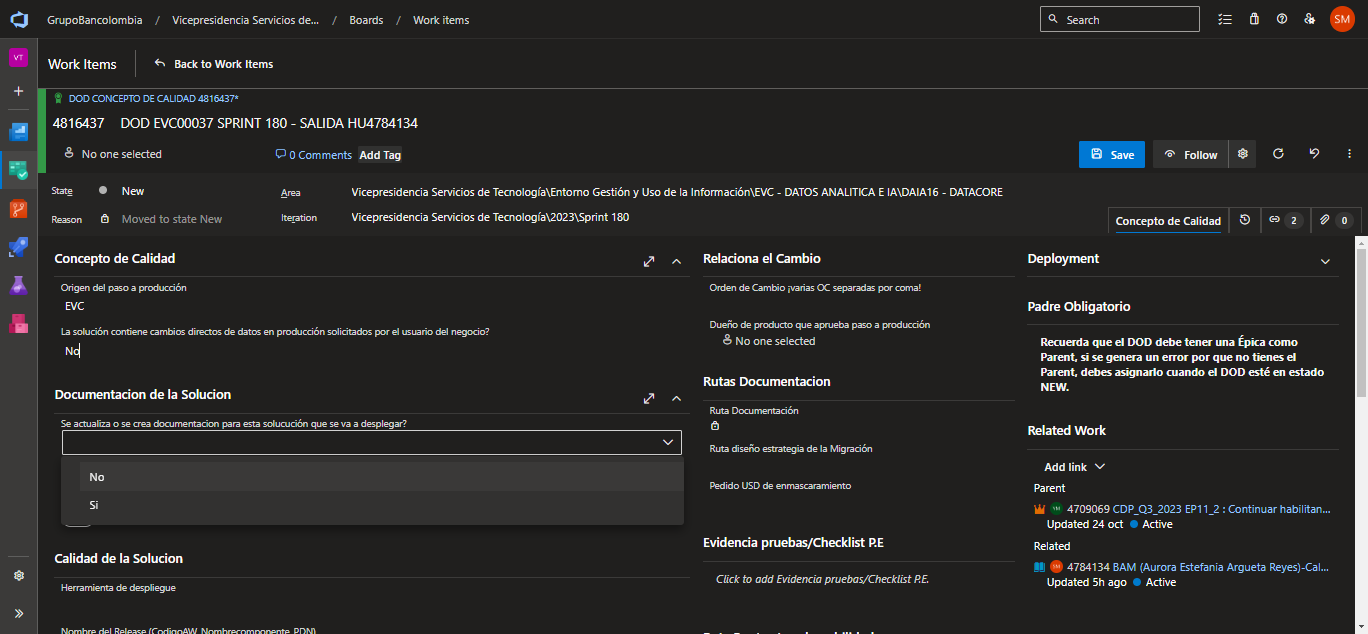 GrupoBancolombia / Vicepresidencia Servicios de... / Boards / Work items
Search
SM
VT
Work Items
Back to Work Items
DOD CONCEPTO DE CALIDAD 4816437*
4816437 DOD EVC00037 SPRINT 180 - SALIDA HU4784134
No one selected
0 Comments
Add Tag
Save
Follow
State
New
Area
Vicepresidencia Servicios de Tecnología\Entorno Gestión y Uso de la Información\EVC - DATOS ANALITICA E IA\DAIA16 - DATACORE
Reason
Moved to state New
Iteration
Vicepresidencia Servicios de Tecnología\2023\Sprint 180
Concepto de Calidad
2
0
Concepto de Calidad
Origen del paso a producción
EVC
La solución contiene cambios directos de datos en producción solicitados por el usuario del negocio?
No
Documentacion de la Solucion
Se actualiza o se crea documentacion para esta solucución que se va a desplegar?
No
Si
Calidad de la Solucion
Herramienta de despliegue
Nombre del Release (CodigoAW_Nombrecomponente_PDN)
Relaciona el Cambio
Orden de Cambio ¡varias OC separadas por coma!
Dueño de producto que aprueba paso a producción
No one selected
Rutas Documentacion
Ruta Documentación
Ruta diseño estrategia de la Migración
Pedido USD de enmascaramiento
Evidencia pruebas/Checklist P.E
Click to add Evidencia pruebas/Checklist P.E.
Deployment
Padre Obligatorio
Recuerda que el DOD debe tener una Épica como
Parent, si se genera un error por que no tienes el
Parent, debes asignarlo cuando el DOD esté en estado
NEW.
Related Work
Add link
Parent
YM
4709069 CDP_Q3_2023 EP11_2 : Continuar habilitan...
Updated 24 oct
Active
Related
SM
4784134 BAM (Aurora Estefania Argueta Reyes)-Cal...
Updated 5h ago
Active